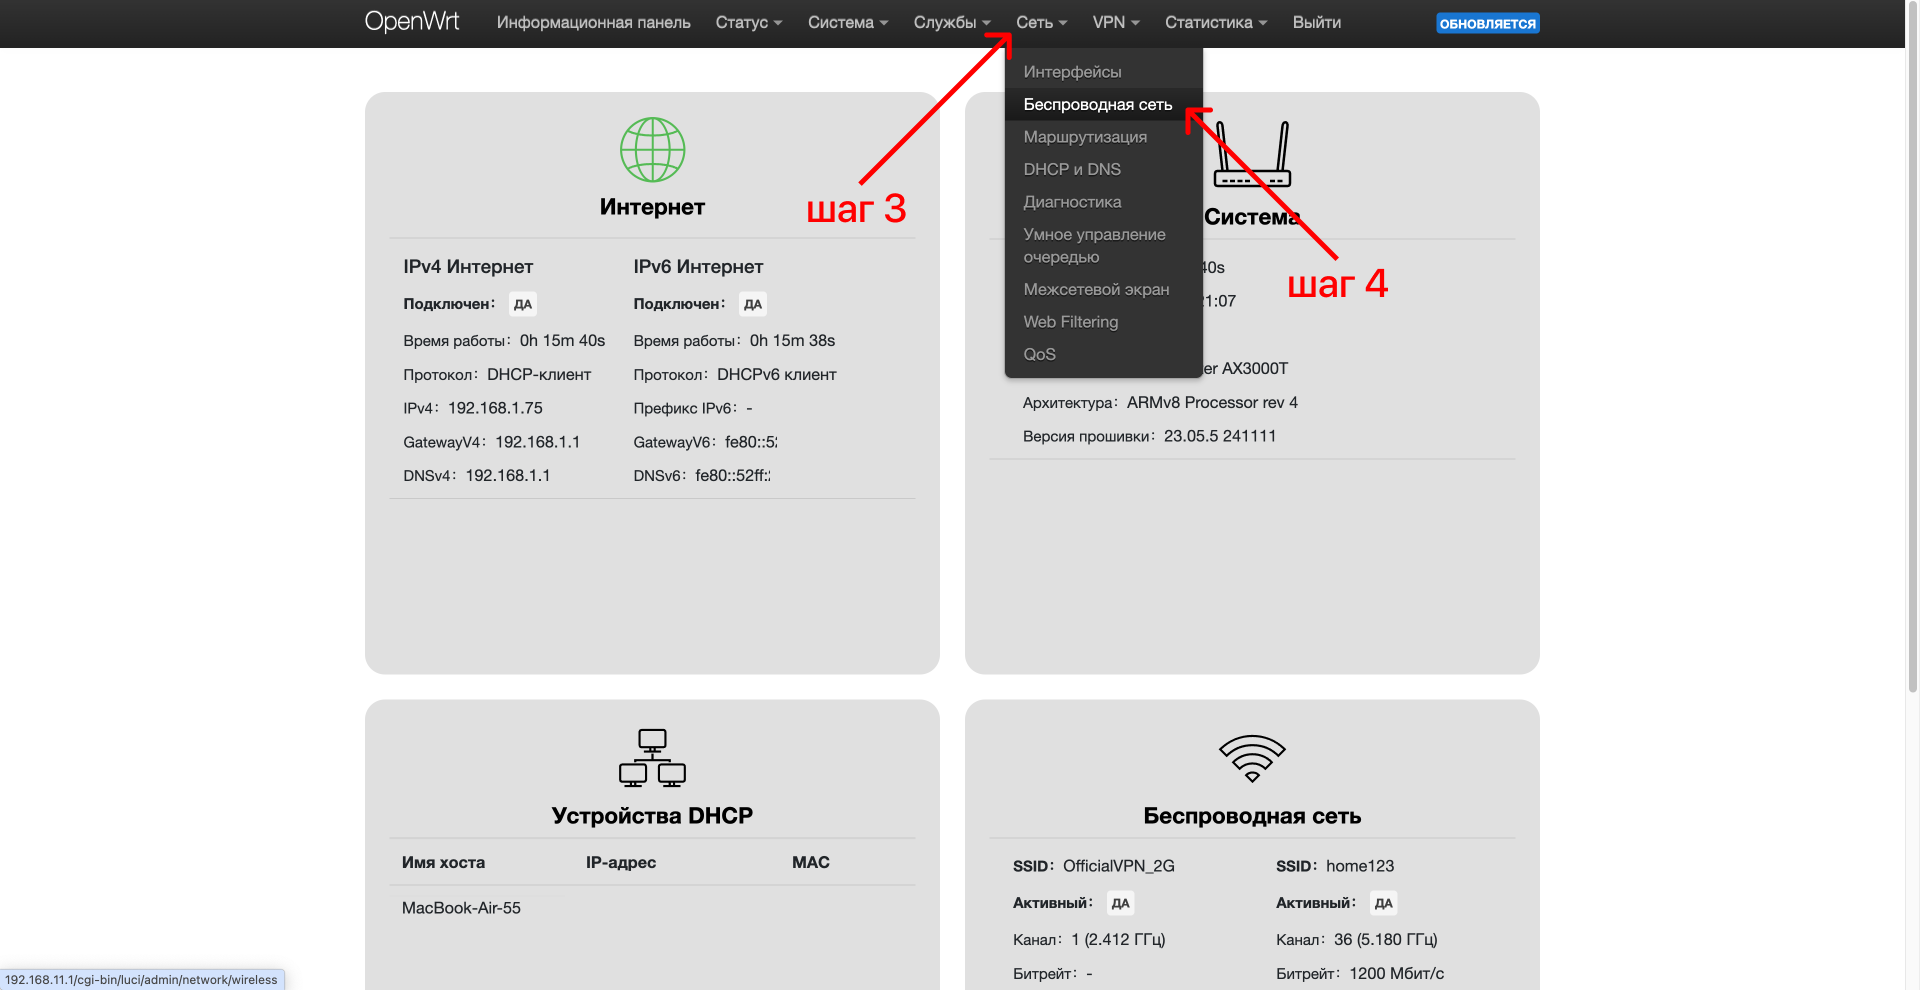 OpenWrt Информационная панель Статус Система Службы Сеть VPN Статистика Выйти ОБНОВЛЯЕТСЯ
Интерфейсы
Беспроводная сеть
Маршрутизация
DHCP и DNS
Диагностика
Умное управление
очередью
Межсетевой экран
Web Filtering
QoS
шаг 3
шаг 4
Интернет
IPv4 Интернет
Подключен: ДА
Время работы: 0h 15m 40s
Протокол: DHCP-клиент
IPv4: 192.168.1.75
GatewayV4: 192.168.1.1
DNSv4: 192.168.1.1
IPv6 Интернет
Подключен: ДА
Время работы: 0h 15m 38s
Протокол: DHCPv6 клиент
Префикс IPv6: -
GatewayV6: fe80::52
DNSv6: fe80::52ff:
Система
40s
1:07
er AX3000T
Архитектура: ARMv8 Processor rev 4
Версия прошивки: 23.05.5 241111
Устройства DHCP
Имя хоста IP-адрес MAC
MacBook-Air-55
Беспроводная сеть
SSID: OfficialVPN_2G
Активный: ДА
Канал: 1 (2.412 ГГц)
Битрейт: -
SSID: home123
Активный: ДА
Канал: 36 (5.180 ГГц)
Битрейт: 1200 Мбит/с
192.168.11.1/cgi-bin/luci/admin/network/wireless